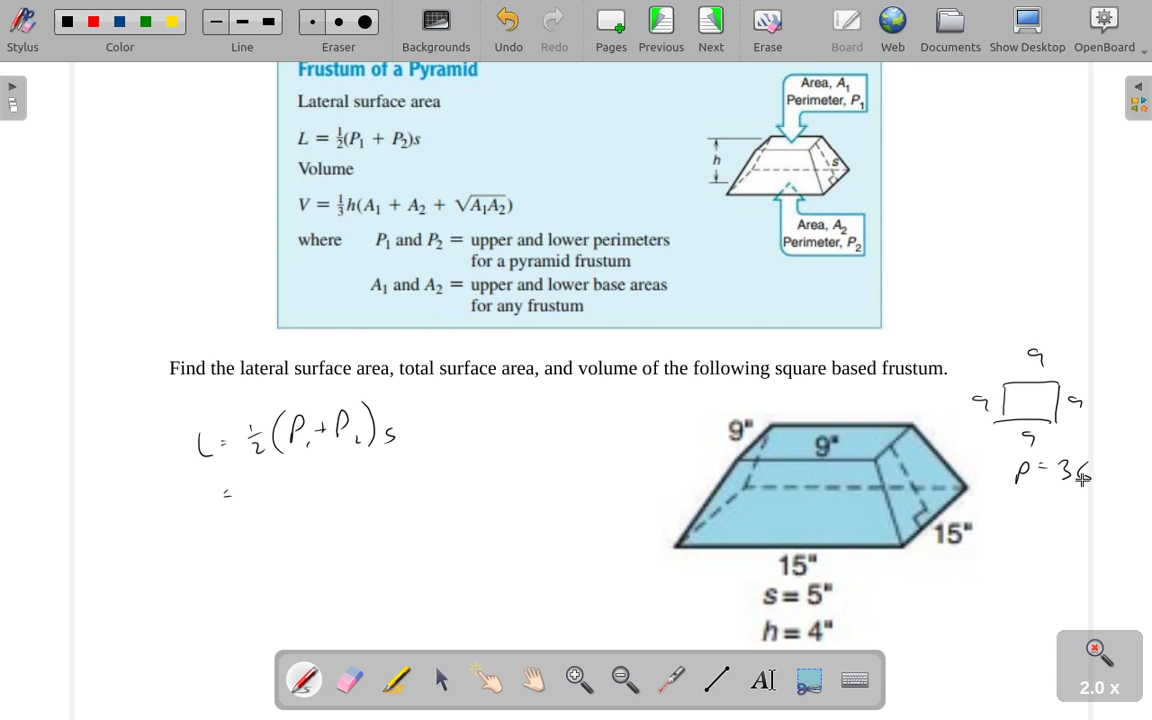 Stylus
Color
Line
Eraser
Backgrounds
Undo
Redo
Pages
Previous
Next
Erase
Board
Web
Documents
Show Desktop
OpenBoard
Frustum of a Pyramid
Lateral surface area
L = ½(P₁ + P₂)s
Volume
V = ⅓h(A₁ + A₂ + √A₁A₂)
where P₁ and P₂ = upper and lower perimeters
for a pyramid frustum
A₁ and A₂ = upper and lower base areas
for any frustum
Area, A₁
Perimeter, P₁
h
s
Area, A₂
Perimeter, P₂
Find the lateral surface area, total surface area, and volume of the following square based frustum.
L = ½(P₁ + P₂)s
=
9"
9"
15"
15"
s = 5"
h = 4"
9
9
9
9
P = 36
AI
2.0 x